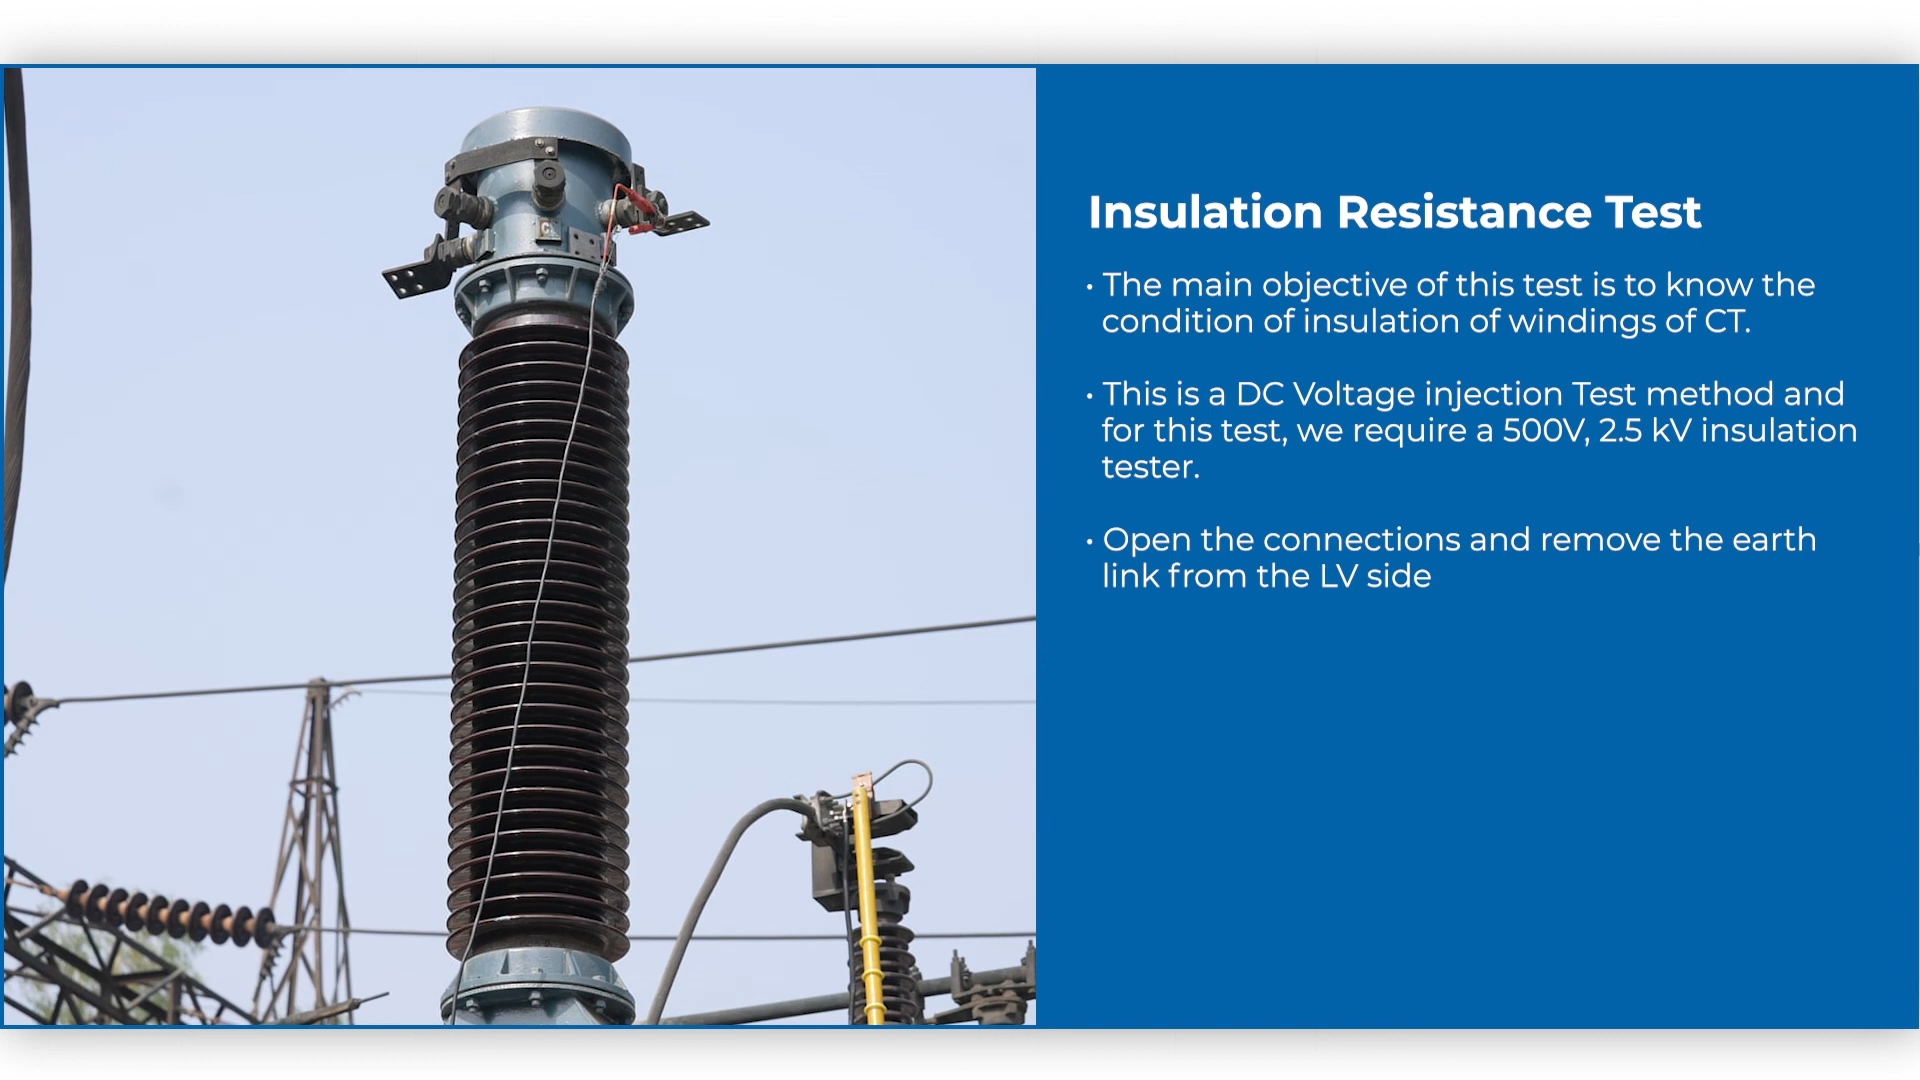 Insulation Resistance Test
• The main objective of this test is to know the
condition of insulation of windings of CT.
• This is a DC Voltage injection Test method and
for this test, we require a 500V, 2.5 kV insulation
tester.
• Open the connections and remove the earth
link from the LV side